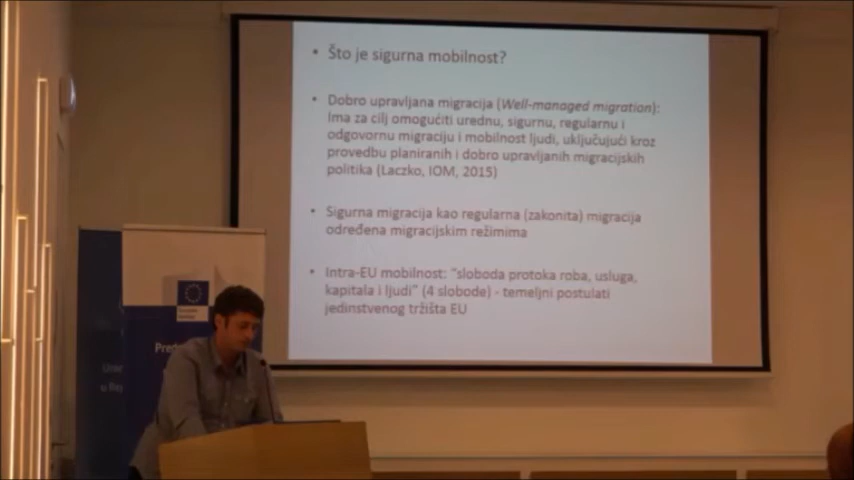 • Što je sigurna mobilnost?
• Dobro upravljana migracija (Well-managed migration):
Ima za cilj omogućiti urednu, sigurnu, regularnu i
odgovornu migraciju i mobilnost ljudi, uključujući kroz
provedbu planiranih i dobro upravljanih migracijskih
politika (Laczko, IOM, 2015)
• Sigurna migracija kao regularna (zakonita) migracija
određena migracijskim režimima
• Intra-EU mobilnost: "sloboda protoka roba, usluga,
kapitala i ljudi" (4 slobode) - temeljni postulati
jedinstvenog tržišta EU